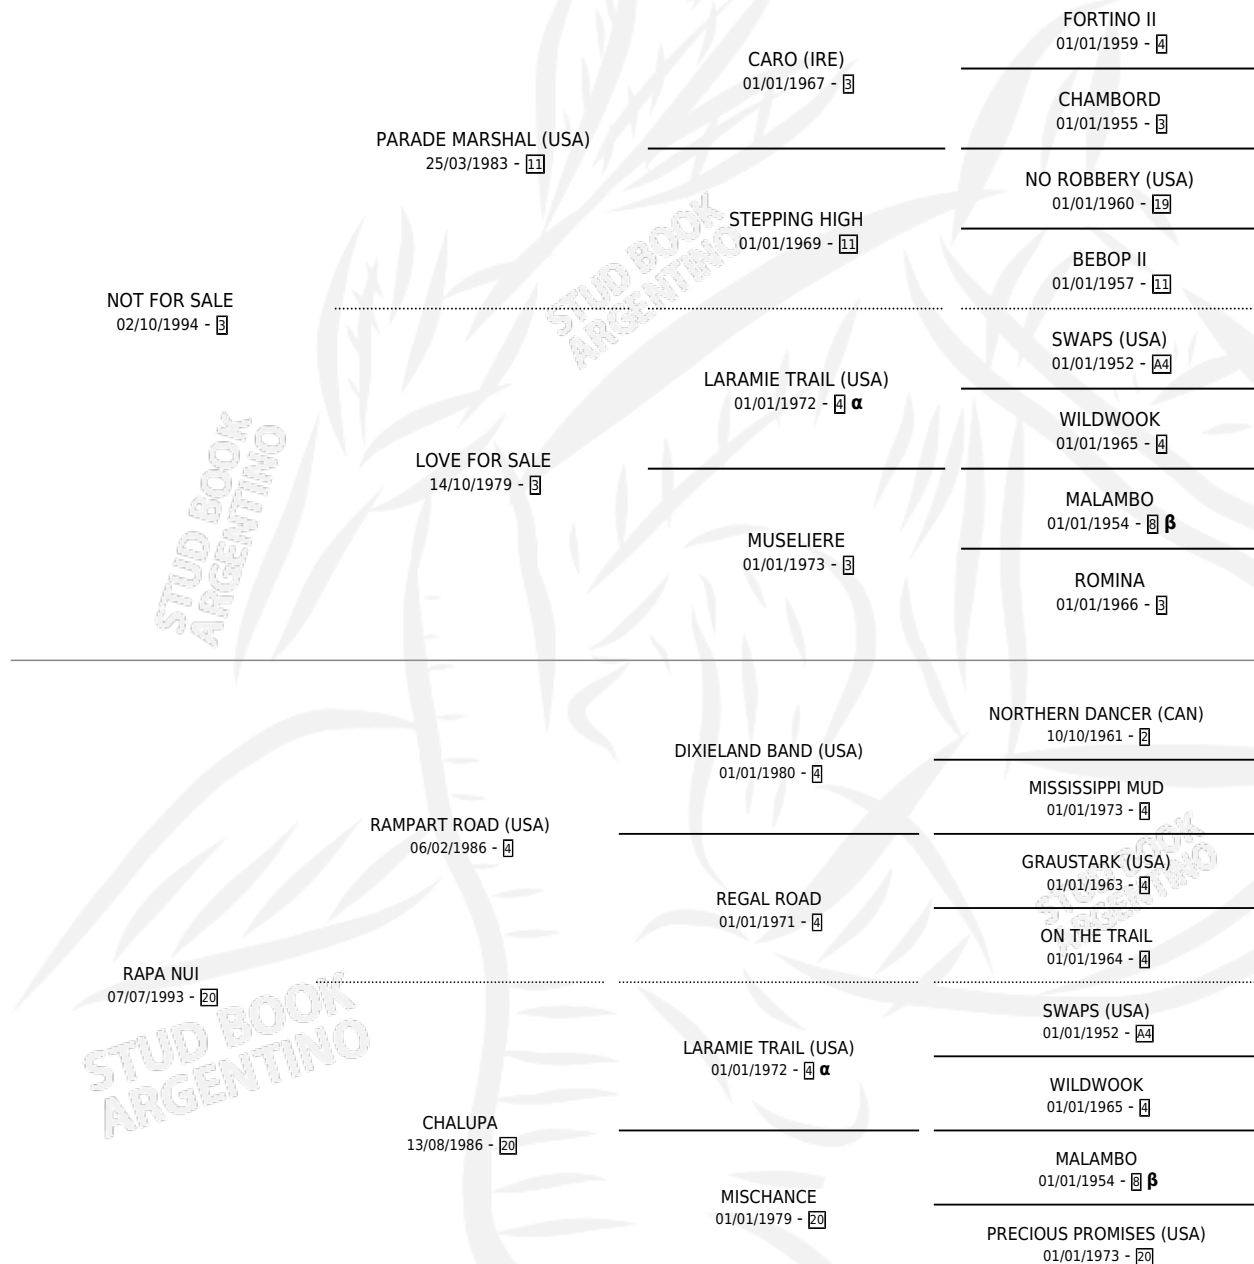 FORTINO II
01/01/1959 - 4
CARO (IRE)
01/01/1967 - 3
CHAMBORD
01/01/1955 - 3
PARADE MARSHAL (USA)
25/03/1983 - 11
NO ROBBERY (USA)
01/01/1960 - 19
STEPPING HIGH
01/01/1969 - 11
BEBOP II
01/01/1957 - 11
NOT FOR SALE
02/10/1994 - 3
SWAPS (USA)
01/01/1952 - A4
LARAMIE TRAIL (USA)
01/01/1972 - 4 α
WILDWOOK
01/01/1965 - 4
LOVE FOR SALE
14/10/1979 - 3
MALAMBO
01/01/1954 - 8 β
MUSELIERE
01/01/1973 - 3
ROMINA
01/01/1966 - 3
NORTHERN DANCER (CAN)
10/10/1961 - 2
DIXIELAND BAND (USA)
01/01/1980 - 4
MISSISSIPPI MUD
01/01/1973 - 4
RAMPART ROAD (USA)
06/02/1986 - 4
GRAUSTARK (USA)
01/01/1963 - 4
REGAL ROAD
01/01/1971 - 4
ON THE TRAIL
01/01/1964 - 4
RAPA NUI
07/07/1993 - 20
SWAPS (USA)
01/01/1952 - A4
LARAMIE TRAIL (USA)
01/01/1972 - 4 α
WILDWOOK
01/01/1965 - 4
CHALUPA
13/08/1986 - 20
MALAMBO
01/01/1954 - 8 β
MISCHANCE
01/01/1979 - 20
PRECIOUS PROMISES (USA)
01/01/1973 - 20
STUD BOOK
ARGENTINO
STUD BOOK
ARGENTINO
STUD BOOK
ARGENTINO
STUD BOOK
ARGENTINO